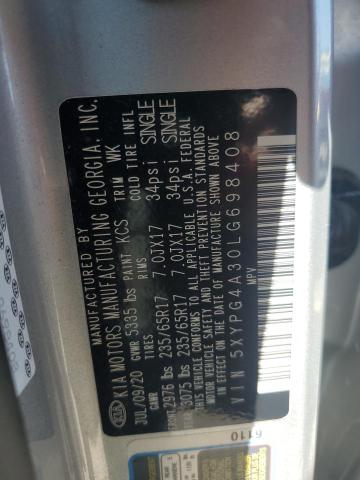 MANUFACTURED BY
KIA MOTORS MANUFACTURING GEORGIA, INC.
JUL/09/20 GVWR 5335 lbs PAINT KCS TRIM WK
GAWR TIRES RIMS COLD TIRE INFL
FRONT 2976 lbs 235/65R17 7.0JX17 34psi SINGLE
3075 lbs 235/65R17 7.0JX17 34psi SINGLE
THIS VEHICLE CONFORMS TO ALL APPLICABLE U.S.A. FEDERAL
MOTOR VEHICLE SAFETY/THEFT PREVENTION STANDARDS
IN EFFECT ON THE DATE OF MANUFACTURE SHOWN ABOVE.
VIN 5XYPG4A30LG698408
MPV
6110